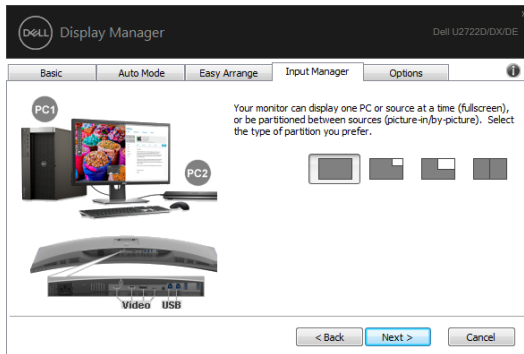 DELL Display Manager
Dell U2722D/DX/DE
Basic
Auto Mode
Easy Arrange
Input Manager
Options
PC1
PC2
Your monitor can display one PC or source at a time (fullscreen),
or be partitioned between sources (picture-in/by-picture). Select
the type of partition you prefer.
Video
USB
< Back
Next >
Cancel